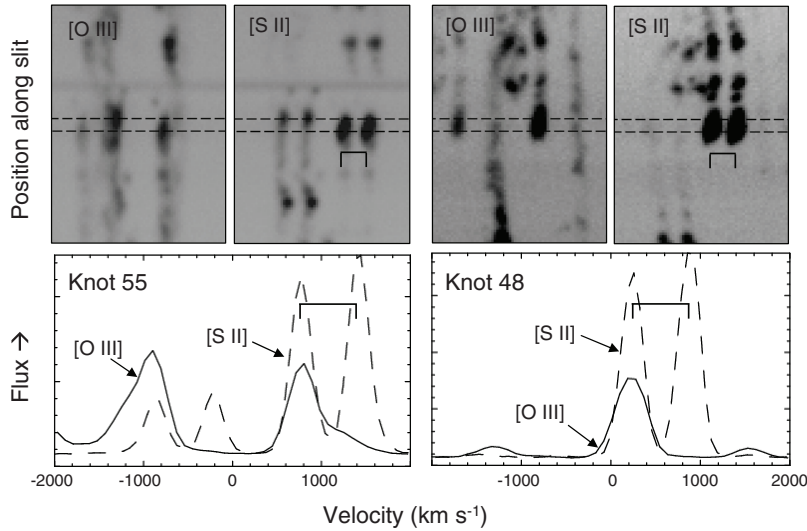 [O III]
[S II]
[O III]
[S II]
Position along slit
Knot 55
[O III]
[S II]
Knot 48
[S II]
[O III]
Flux →
-2000 -1000 0 1000
-2000 -1000 0 1000 2000
Velocity (km s⁻¹)